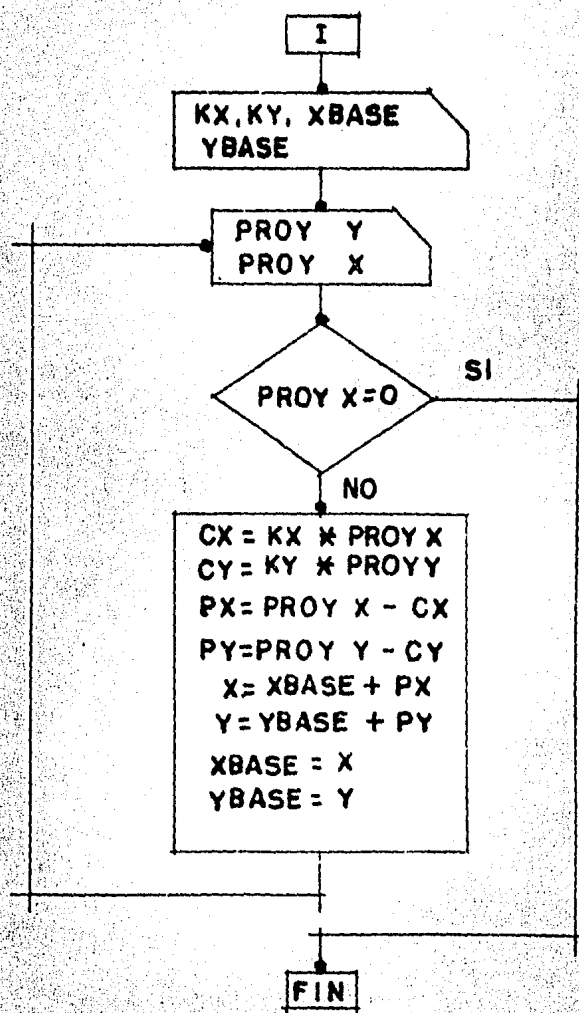 I
KX, KY, XBASE
YBASE
PROY Y
PROY X
PROY X=0
SI
NO
CX = KX * PROY X
CY = KY * PROYY
PX= PROY X - CX
PY=PROY Y - CY
X= XBASE + PX
Y= YBASE + PY
XBASE = X
YBASE = Y
FIN